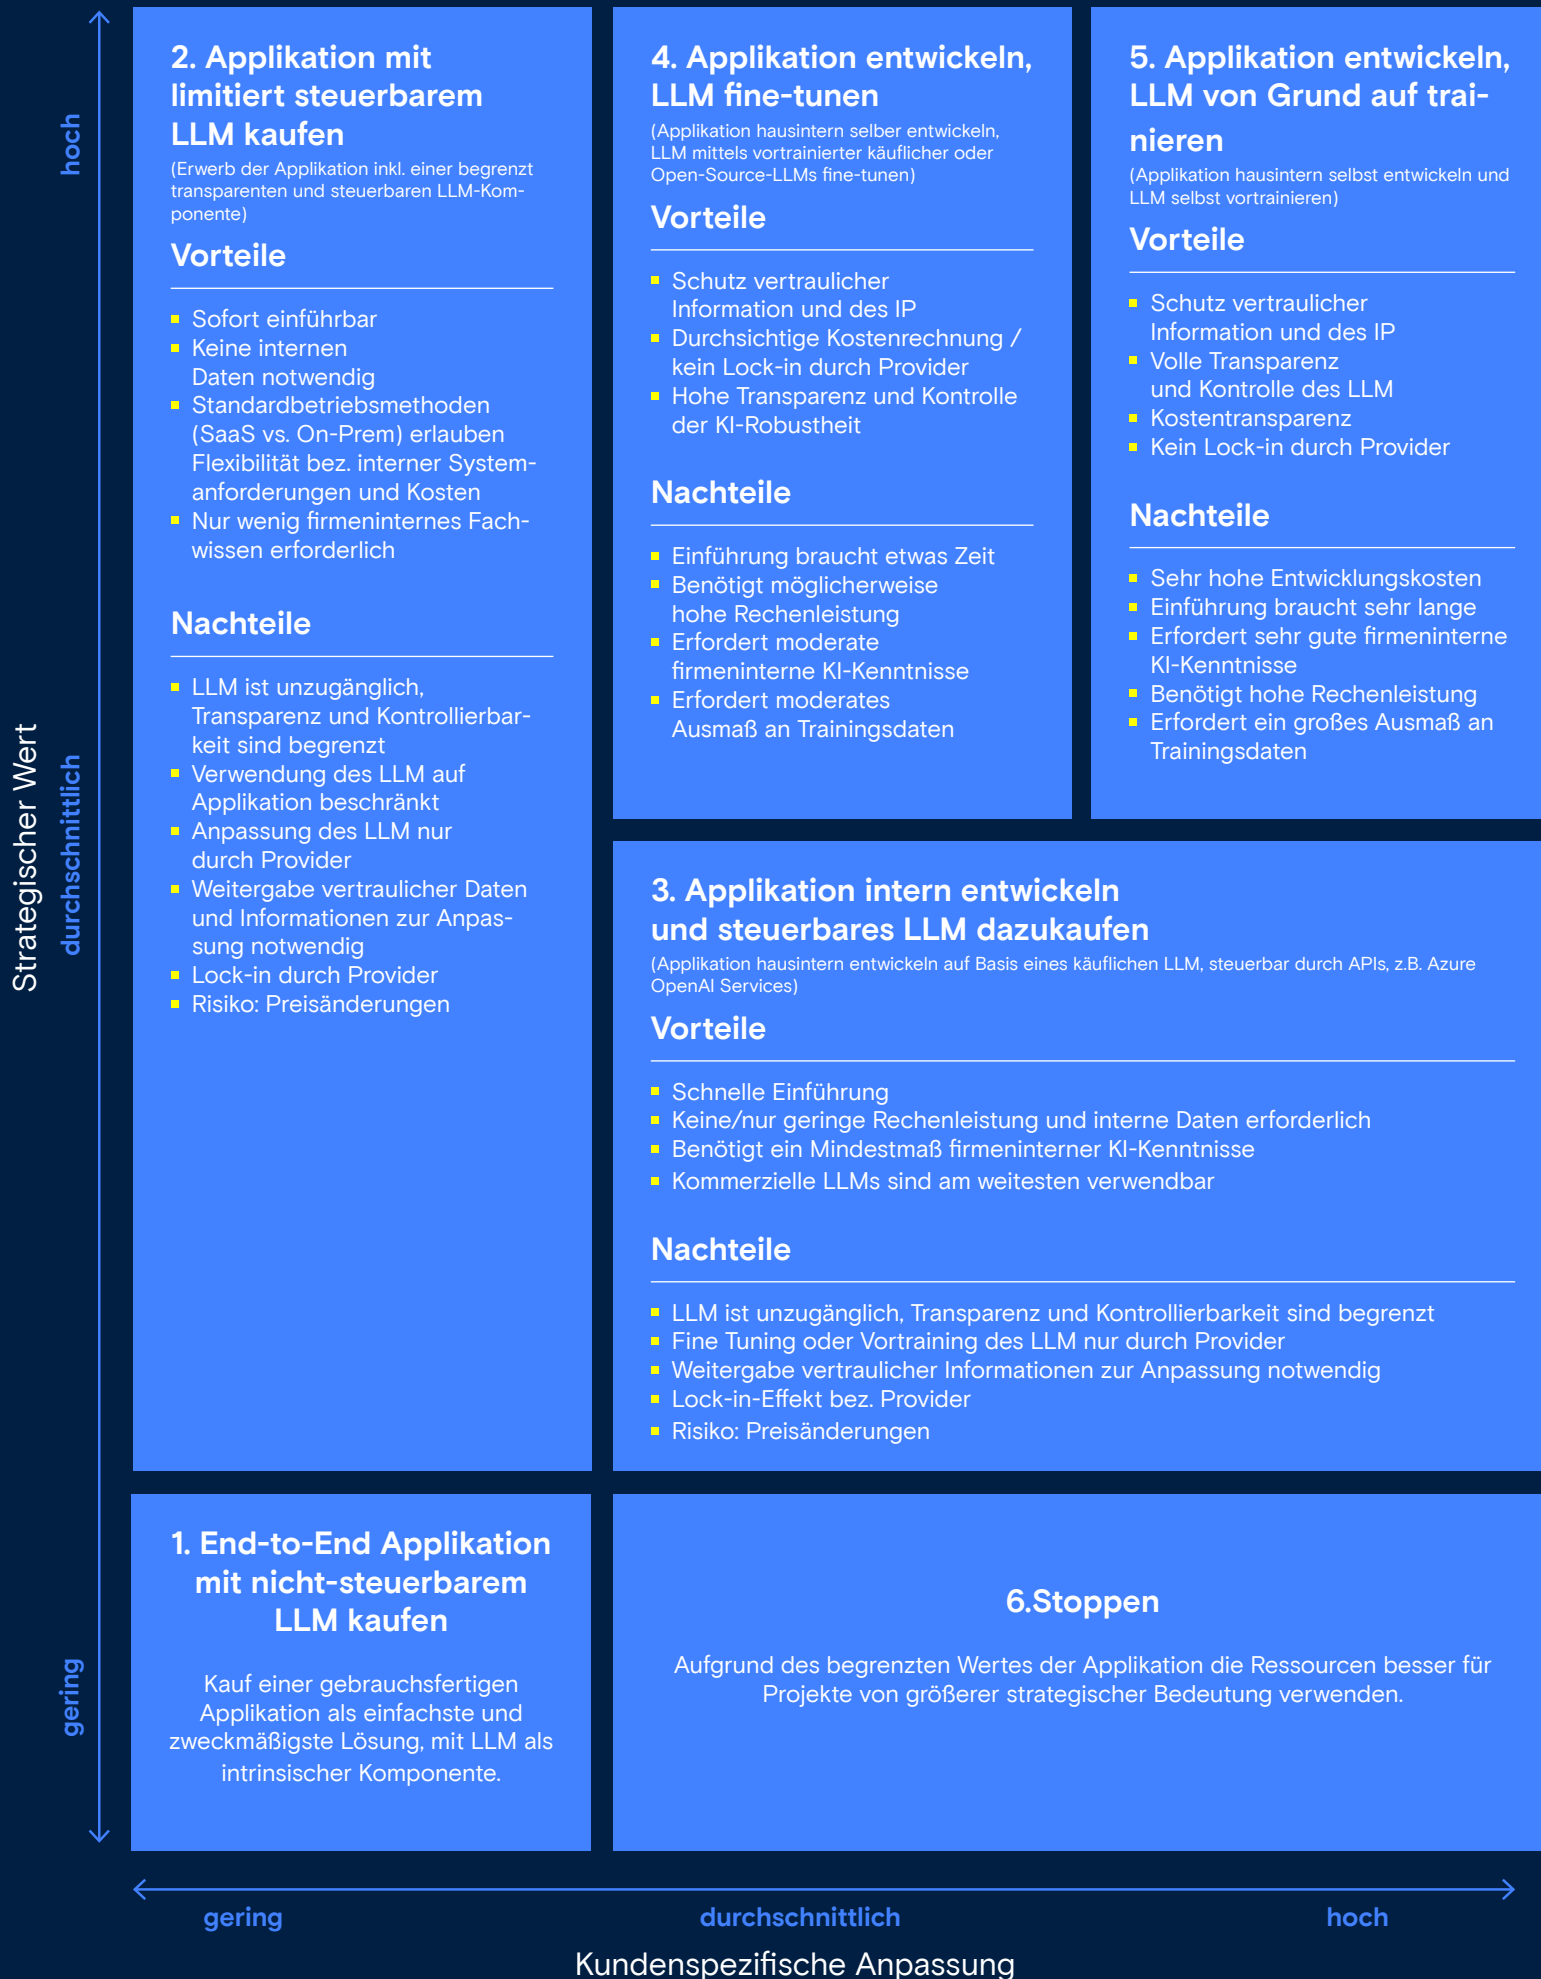 Strategischer Wert
hoch
durchschnittlich
gering
2. Applikation mit
limitiert steuerbarem
LLM kaufen
(Erwerb der Applikation inkl. einer begrenzt
transparenten und steuerbaren LLM-Kom-
ponente)
Vorteile
Sofort einführbar
Keine internen
Daten notwendig
Standardbetriebsmethoden
(SaaS vs. On-Prem) erlauben
Flexibilität bez. interner System-
anforderungen und Kosten
Nur wenig firmeninternes Fach-
wissen erforderlich
Nachteile
LLM ist unzugänglich,
Transparenz und Kontrollierbar-
keit sind begrenzt
Verwendung des LLM auf
Applikation beschränkt
Anpassung des LLM nur
durch Provider
Weitergabe vertraulicher Daten
und Informationen zur Anpas-
sung notwendig
Lock-in durch Provider
Risiko: Preisänderungen
4. Applikation entwickeln,
LLM fine-tunen
(Applikation hausintern selber entwickeln,
LLM mittels vortrainierter käuflicher oder
Open-Source-LLMs fine-tunen)
Vorteile
Schutz vertraulicher
Information und des IP
Durchsichtige Kostenrechnung /
kein Lock-in durch Provider
Hohe Transparenz und Kontrolle
der KI-Robustheit
Nachteile
Einführung braucht etwas Zeit
Benötigt möglicherweise
hohe Rechenleistung
Erfordert moderate
firmeninterne KI-Kenntnisse
Erfordert moderates
Ausmaß an Trainingsdaten
5. Applikation entwickeln,
LLM von Grund auf trai-
nieren
(Applikation hausintern selbst entwickeln und
LLM selbst vortrainieren)
Vorteile
Schutz vertraulicher
Information und des IP
Volle Transparenz
und Kontrolle des LLM
Kostentransparenz
Kein Lock-in durch Provider
Nachteile
Sehr hohe Entwicklungskosten
Einführung braucht sehr lange
Erfordert sehr gute firmeninterne
KI-Kenntnisse
Benötigt hohe Rechenleistung
Erfordert ein großes Ausmaß an
Trainingsdaten
3. Applikation intern entwickeln
und steuerbares LLM dazukaufen
(Applikation hausintern entwickeln auf Basis eines käuflichen LLM, steuerbar durch APIs, z.B. Azure
OpenAI Services)
Vorteile
Schnelle Einführung
Keine/nur geringe Rechenleistung und interne Daten erforderlich
Benötigt ein Mindestmaß firmeninterner KI-Kenntnisse
Kommerzielle LLMs sind am weitesten verwendbar
Nachteile
LLM ist unzugänglich, Transparenz und Kontrollierbarkeit sind begrenzt
Fine Tuning oder Vortraining des LLM nur durch Provider
Weitergabe vertraulicher Informationen zur Anpassung notwendig
Lock-in-Effekt bez. Provider
Risiko: Preisänderungen
1. End-to-End Applikation
mit nicht-steuerbarem
LLM kaufen
Kauf einer gebrauchsfertigen
Applikation als einfachste und
zweckmäßigste Lösung, mit LLM als
intrinsischer Komponente.
6.Stoppen
Aufgrund des begrenzten Wertes der Applikation die Ressourcen besser für
Projekte von größerer strategischer Bedeutung verwenden.
gering
durchschnittlich
hoch
Kundenspezifische Anpassung